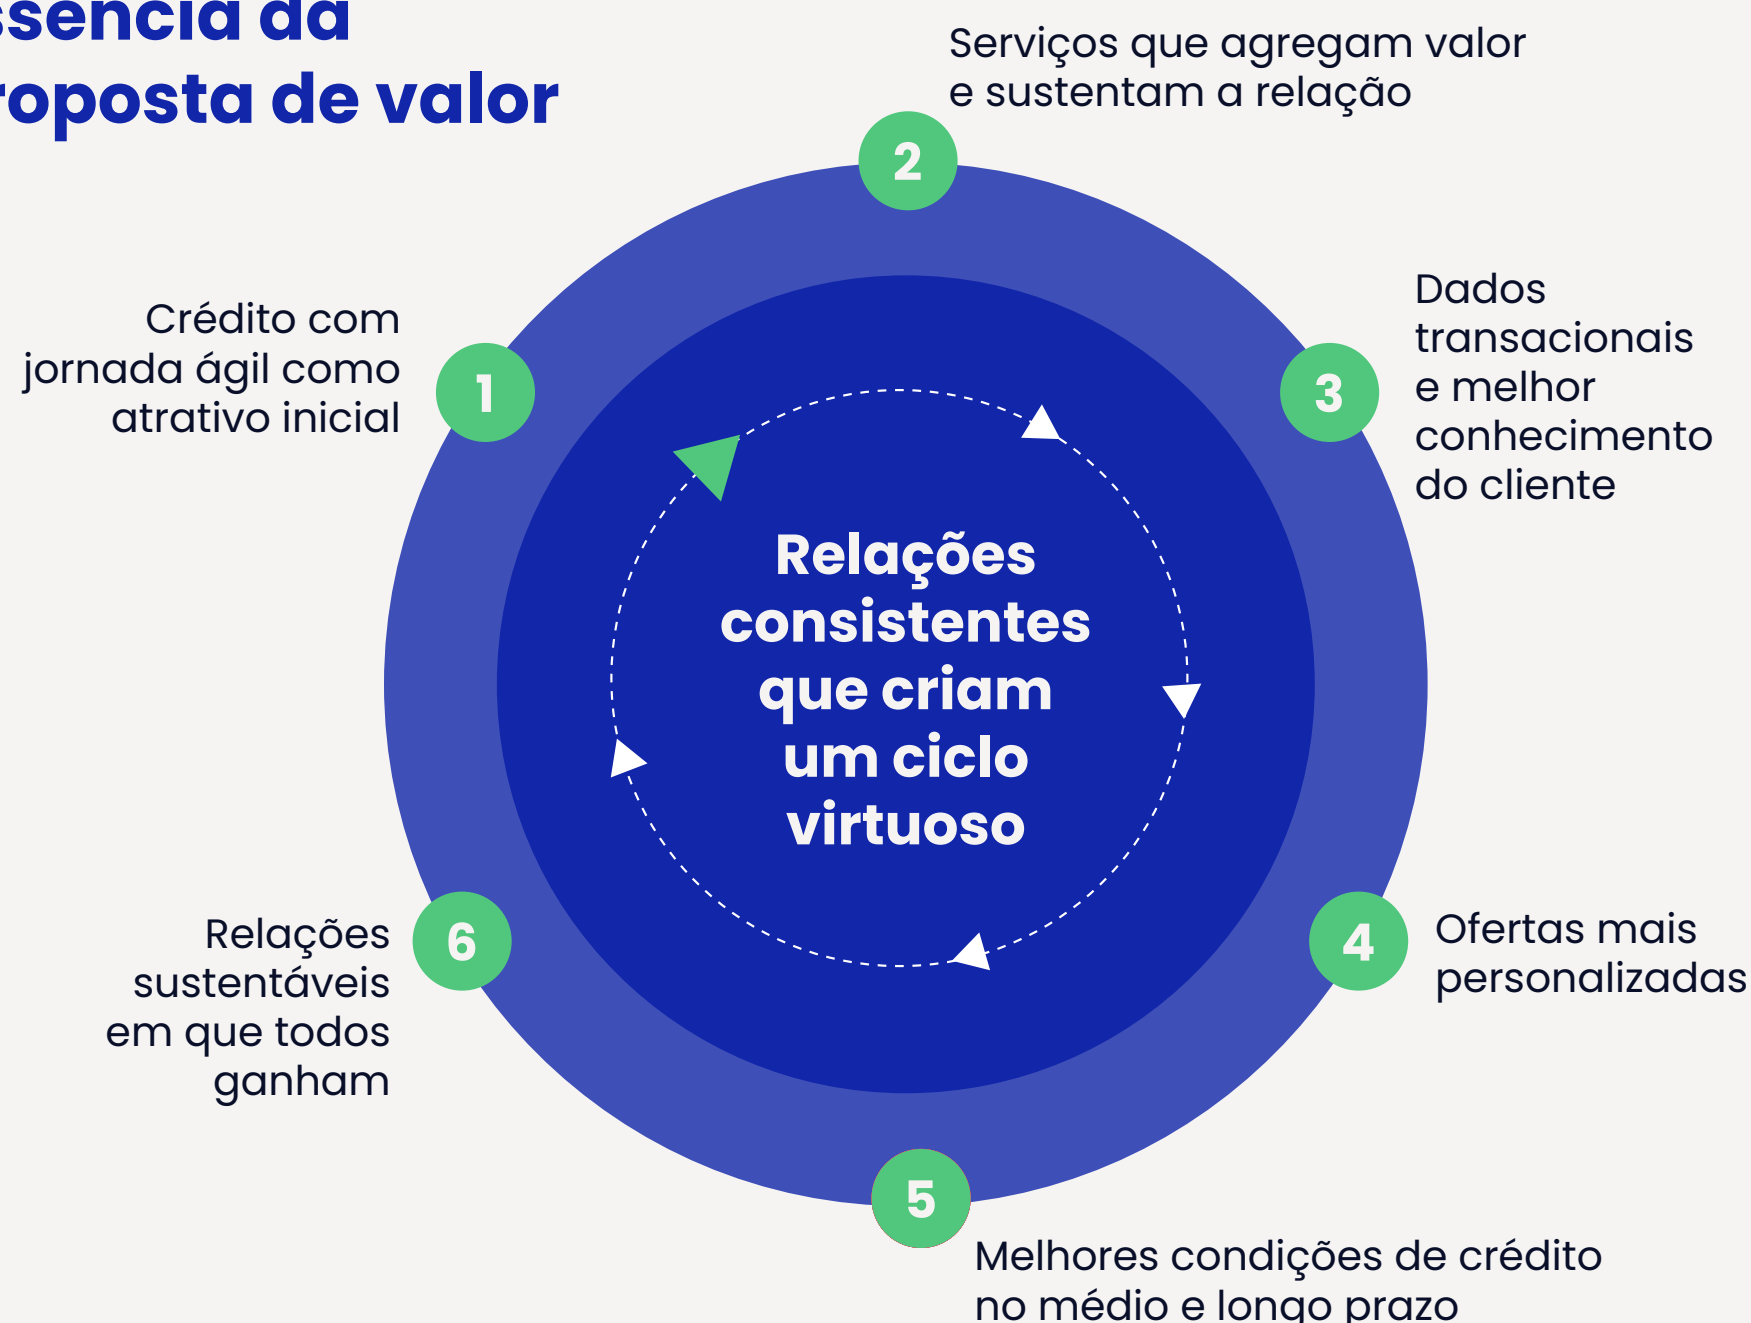 ssência da
roposta de valor
Serviços que agregam valor
e sustentam a relação
2
Crédito com
jornada ágil como
atrativo inicial
1
3
Dados
transacionais
e melhor
conhecimento
do cliente
Relações
consistentes
que criam
um ciclo
virtuoso
6
Relações
sustentáveis
em que todos
ganham
4
Ofertas mais
personalizadas
5
Melhores condições de crédito
no médio e longo prazo